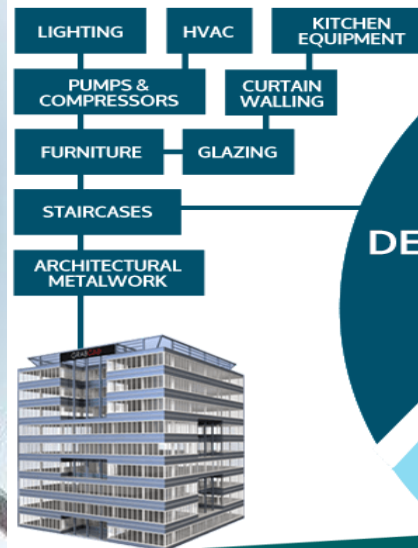 LIGHTING
HVAC
KITCHEN
EQUIPMENT
PUMPS &
COMPRESSORS
CURTAIN
WALLING
FURNITURE
GLAZING
STAIRCASES
DE
ARCHITECTURAL
METALWORK